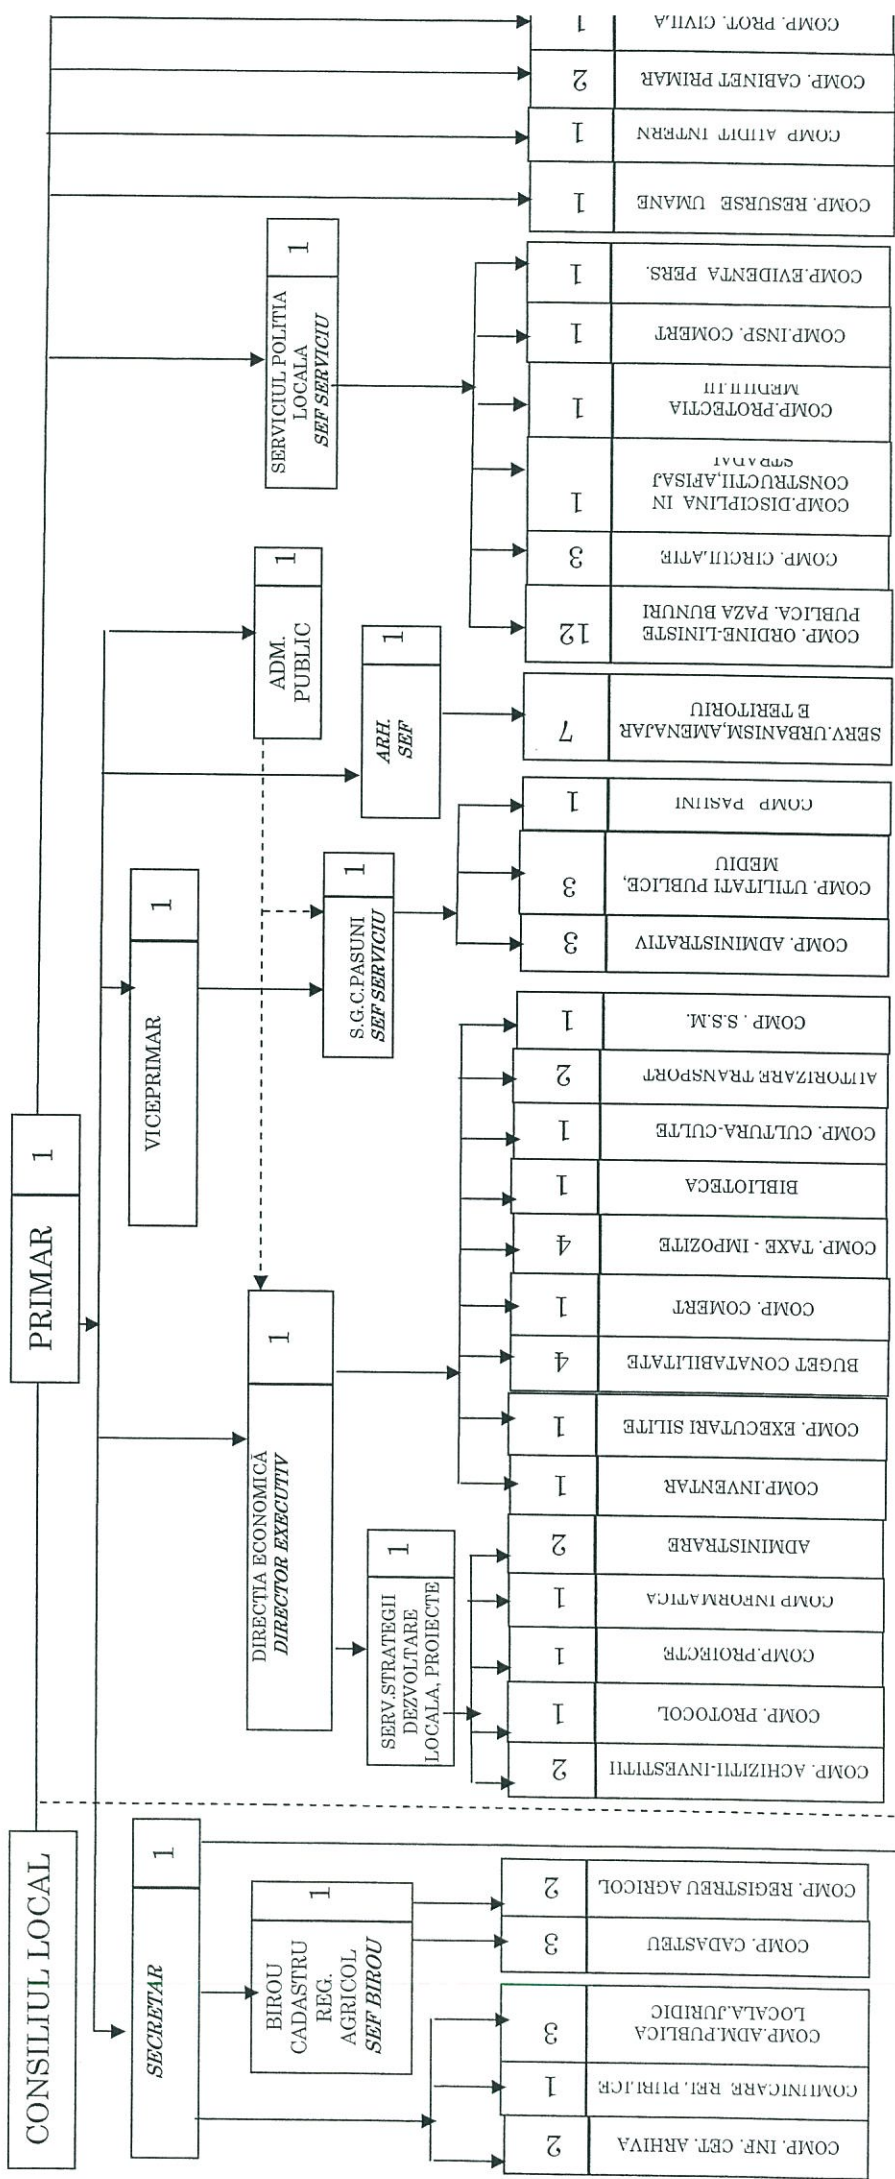 CONSILIUL LOCAL
PRIMAR
1
SECRETAR
1
VICEPRIMAR
1
DIRECȚIA ECONOMICĂ
DIRECTOR EXECUTIV
1
ADM.
PUBLIC
1
SERVICIUL POLITIA
LOCALA
SEF SERVICIU
1
BIROU
CADASTRU
REG.
AGRICOL
SEF BIROU
1
SERV.STRATEGII
DEZVOLTARE
LOCALA, PROIECTE
1
S.G.C.PASUNI
SEF SERVICIU
1
ARH.
SEF
1
2
COMP. INF. CET. ARHIVA
1
COMUNICARE REL PUBLICE
3
COMP.ADM.PUBLICA
LOCALA.JURIDIC
3
COMP. CADASTEU
2
COMP. REGISTREU AGRICOL
2
COMP. ACHIZITII-INVESTITII
1
COMP. PROTOCOL
1
COMP.PROIECTE
1
COMP INFORMATICA
2
ADMINISTRARE
1
COMP.INVENTAR
1
COMP. EXECUTARI SILITE
4
BUGET CONATABILITATE
1
COMP. COMERT
4
COMP. TAXE - IMPOZITE
1
BIBLIOTECA
1
COMP. CULTURA-CULTE
2
AUTORIZARE TRANSPORT
1
COMP . S.S.M.
3
COMP. ADMINISTRATIV
3
COMP. UTILITATI PUBLICE,
MEDIU
1
COMP PASUNI
7
SERV.URBANISM,AMENAJAR
E TERITORIU
12
COMP. ORDINE-LINISTE
PUBLICA. PAZA BUNURI
3
COMP. CIRCULATIE
1
COMP.DISCIPLINA IN
CONSTRUCTII,AFISAJ
STRADAL
1
COMP.PROTECTIA
MEDIULUI
1
COMP.INSP. COMERT
1
COMP.EVIDENTA PERS.
1
COMP. RESURSE UMANE
1
COMP AUDIT INTERN
2
COMP. CABINET PRIMAR
1
COMP. PROT. CIVILA